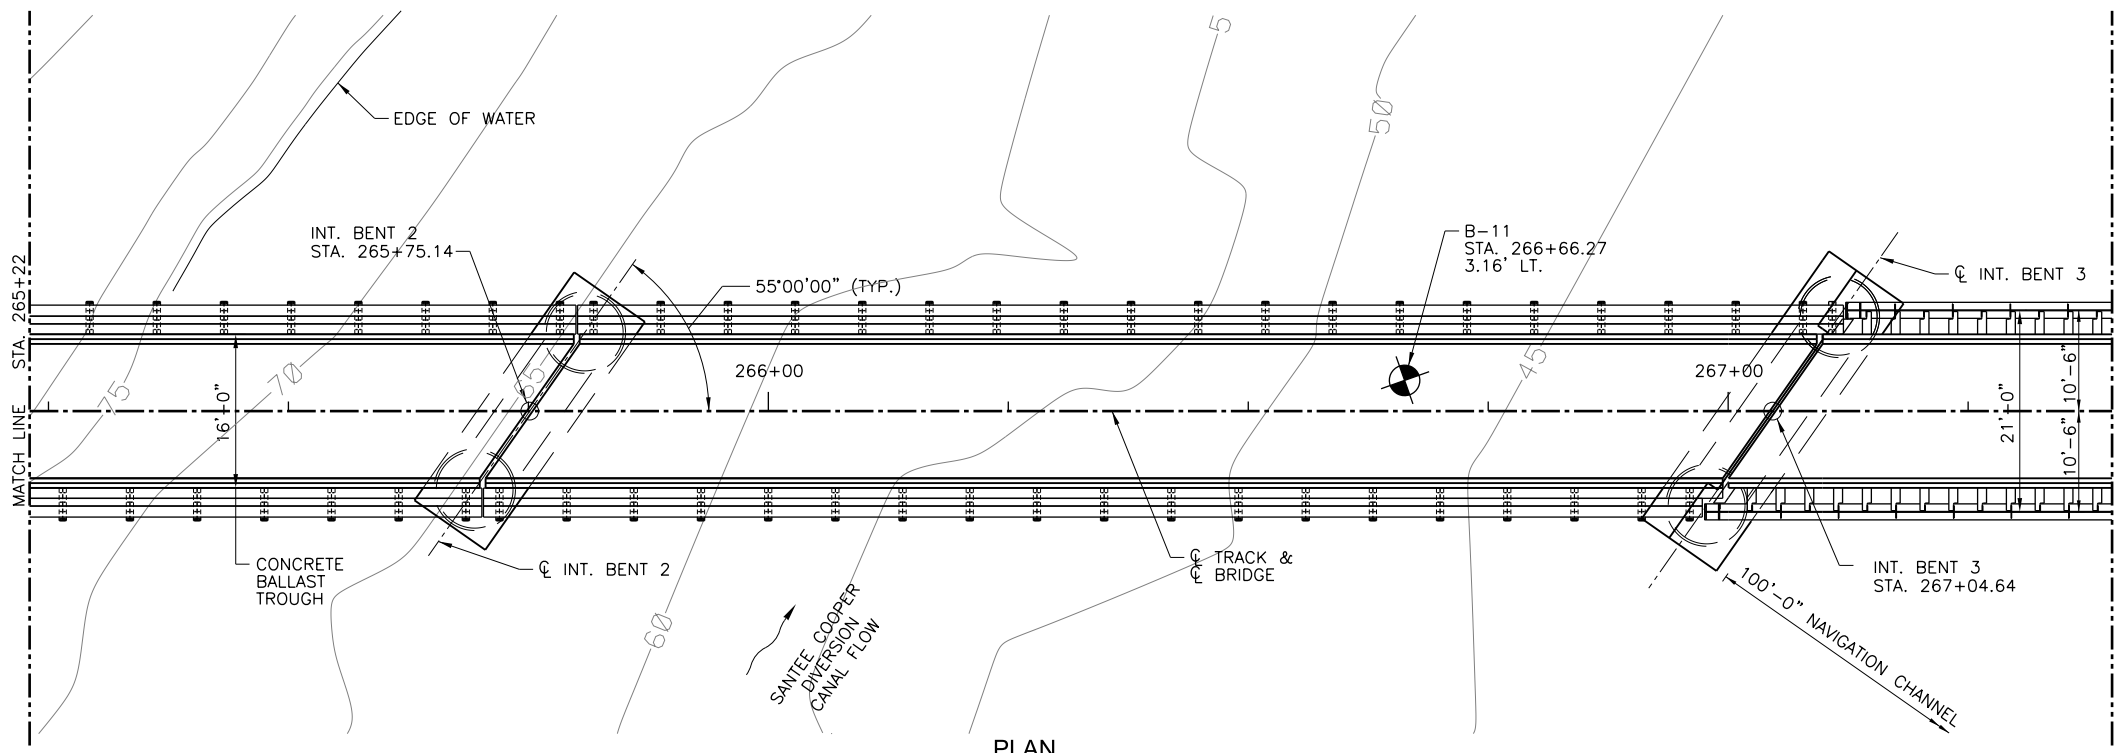 5
50
EDGE OF WATER
INT. BENT 2
STA. 265+75.14
B-11
STA. 266+66.27
3.16' LT.
℄ INT. BENT 3
55°00'00" (TYP.)
MATCH LINE STA. 265+22
75
70
65
266+00
45
267+00
16'-0"
21'-0"
10'-6"
10'-6"
CONCRETE
BALLAST
TROUGH
℄ INT. BENT 2
60
℄ TRACK &
℄ BRIDGE
INT. BENT 3
STA. 267+04.64
SANTEE COOPER
DIVERSION
CANAL FLOW
100'-0" NAVIGATION CHANNEL
PLAN